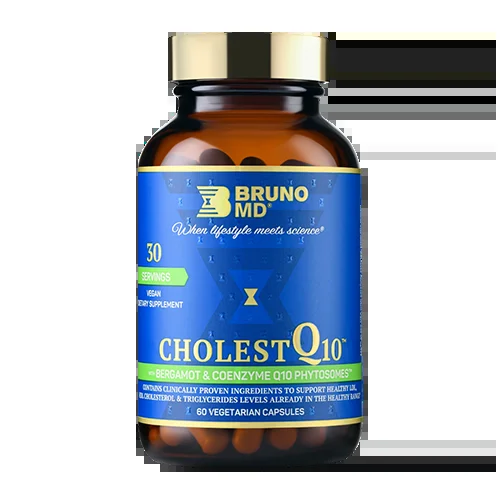 BRUNO
MD®
When lifestyle meets science®
30
SERVINGS
VEGAN
DIETARY SUPPLEMENT
CHOLESTQ10™
WITH BERGAMOT & COENZYME Q10 PHYTOSOMES™
CONTAINS CLINICALLY PROVEN INGREDIENTS TO SUPPORT HEALTHY LDL,
HDL CHOLESTEROL & TRIGLYCERIDES LEVELS ALREADY IN THE HEALTHY RANGE
60 VEGETARIAN CAPSULES